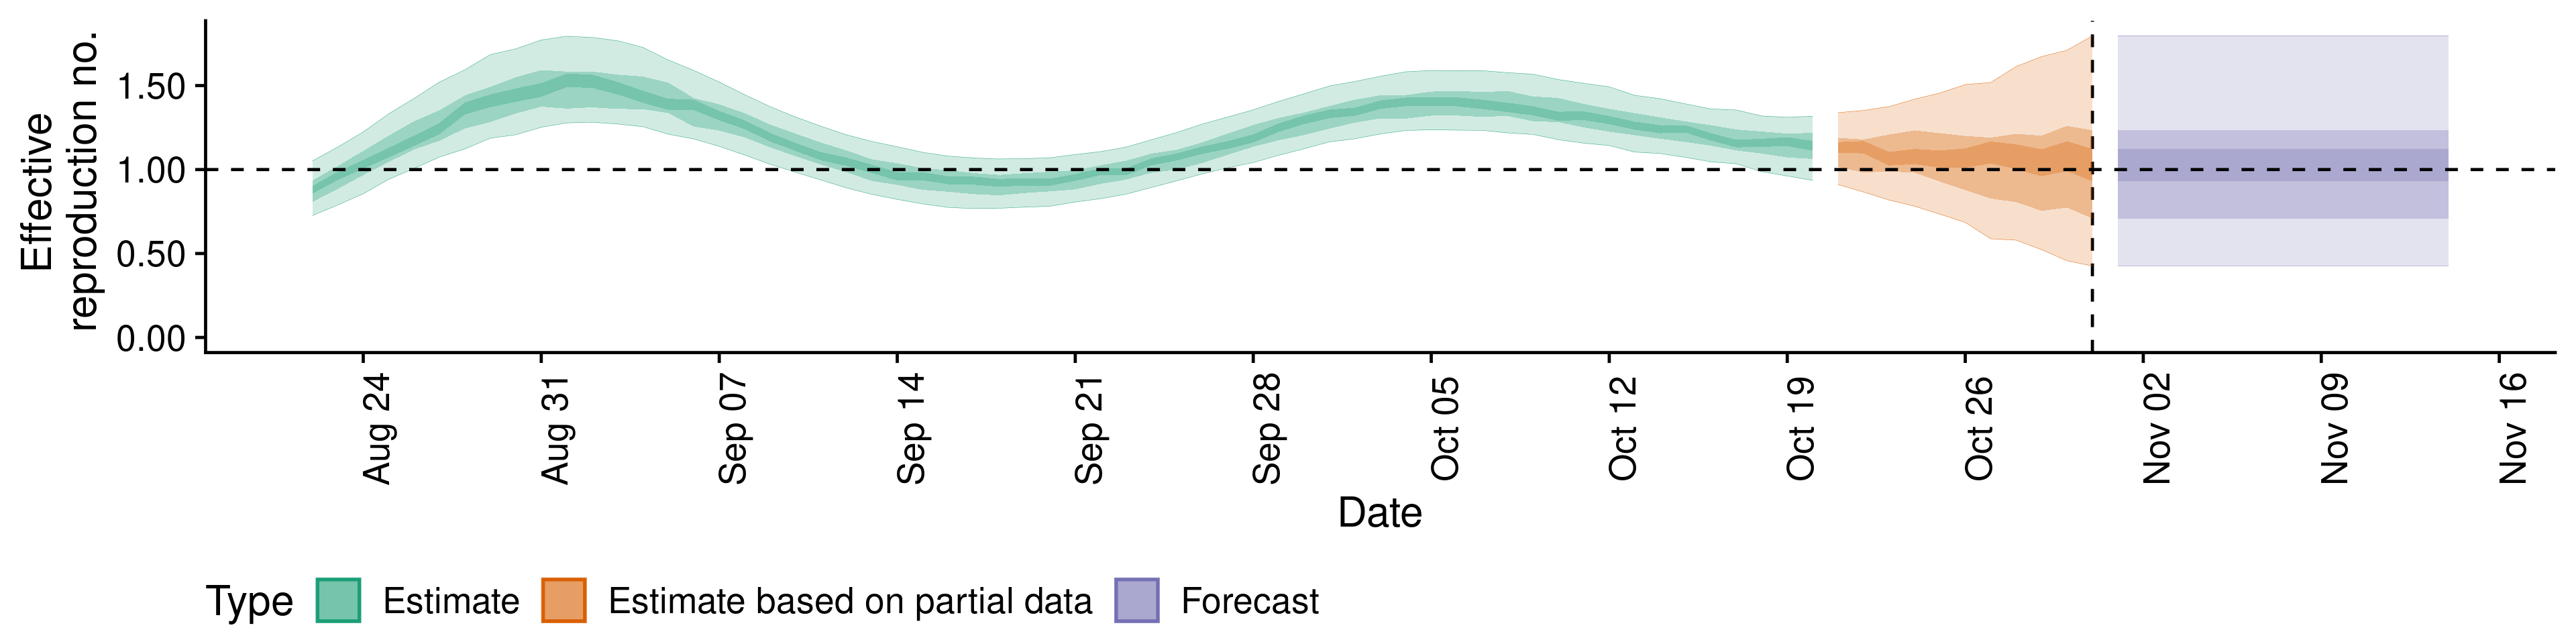 Effective
reproduction no.
1.50
1.00
0.50
0.00
Aug 24
Aug 31
Sep 07
Sep 14
Sep 21
Sep 28
Oct 05
Oct 12
Oct 19
Oct 26
Nov 02
Nov 09
Nov 16
Date
Type Estimate Estimate based on partial data Forecast